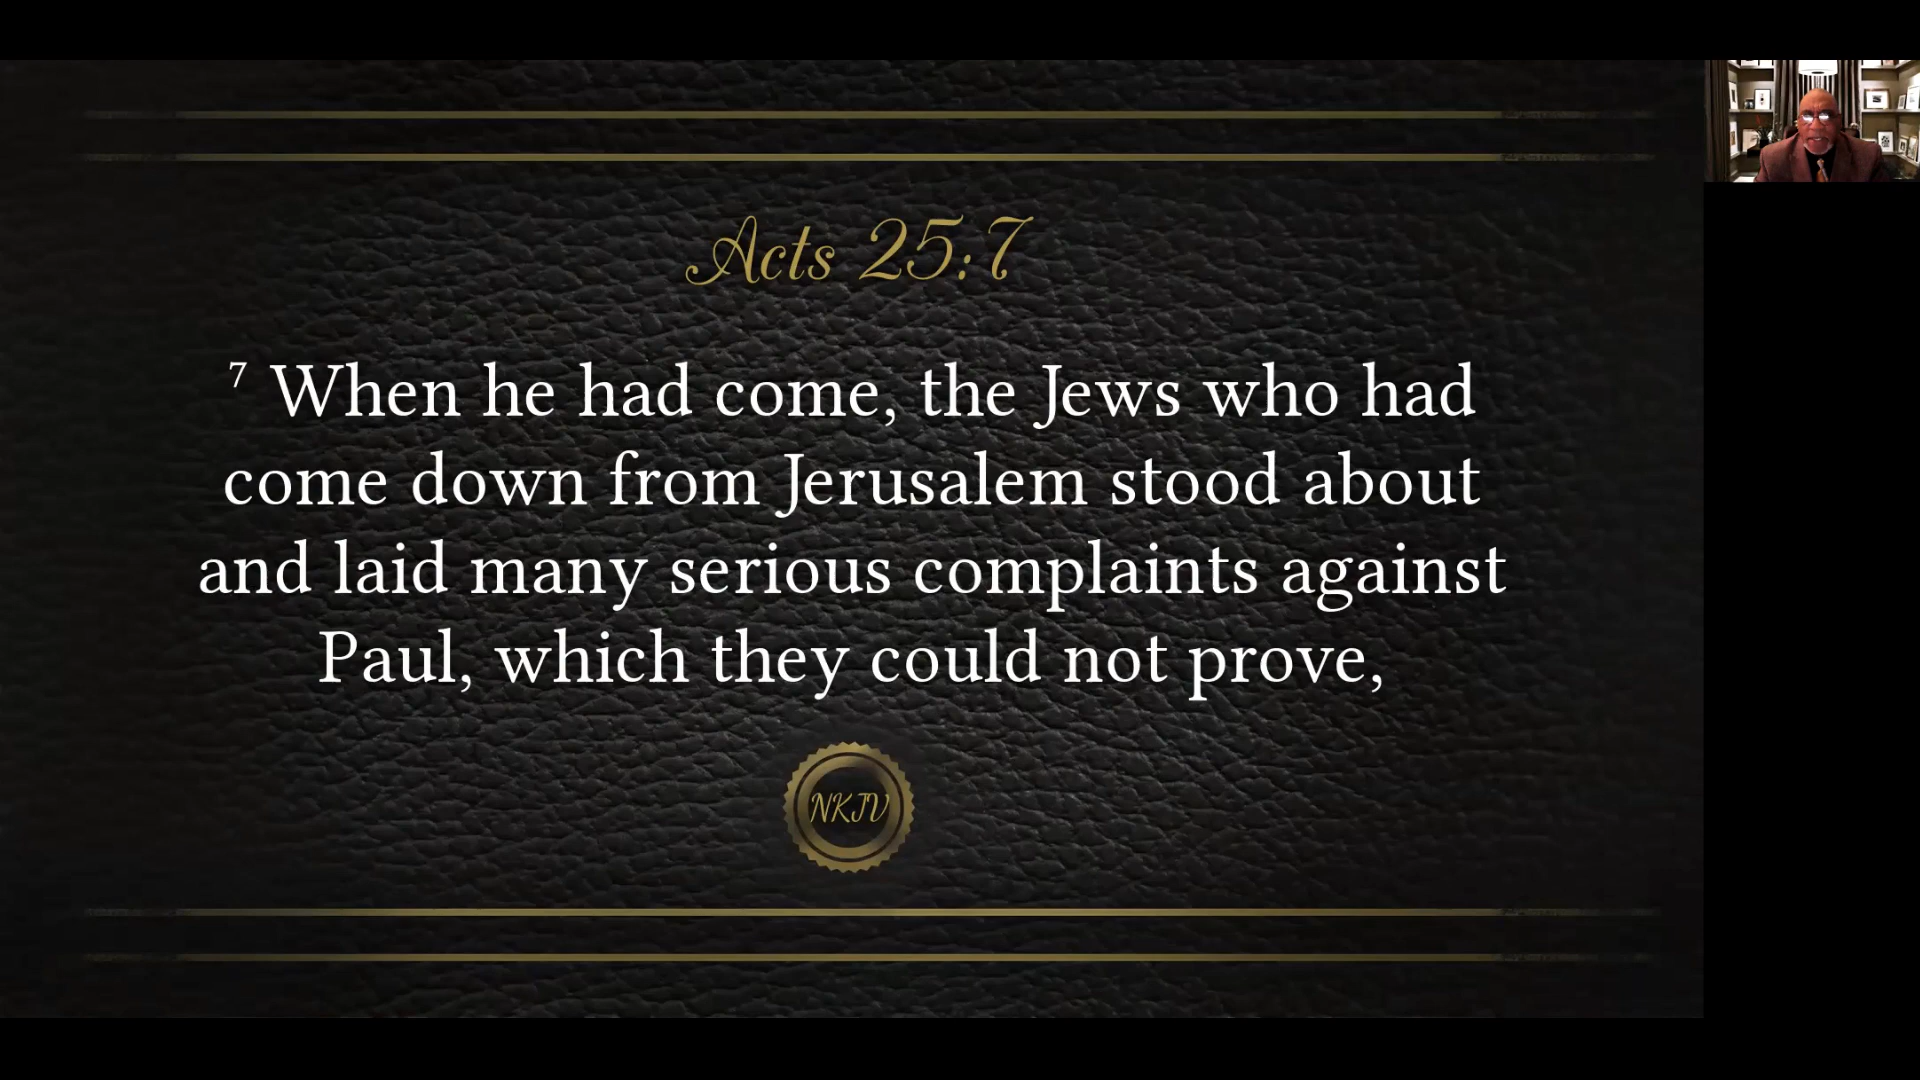 Acts 25:7
7 When he had come, the Jews who had
come down from Jerusalem stood about
and laid many serious complaints against
Paul, which they could not prove,
NKJV